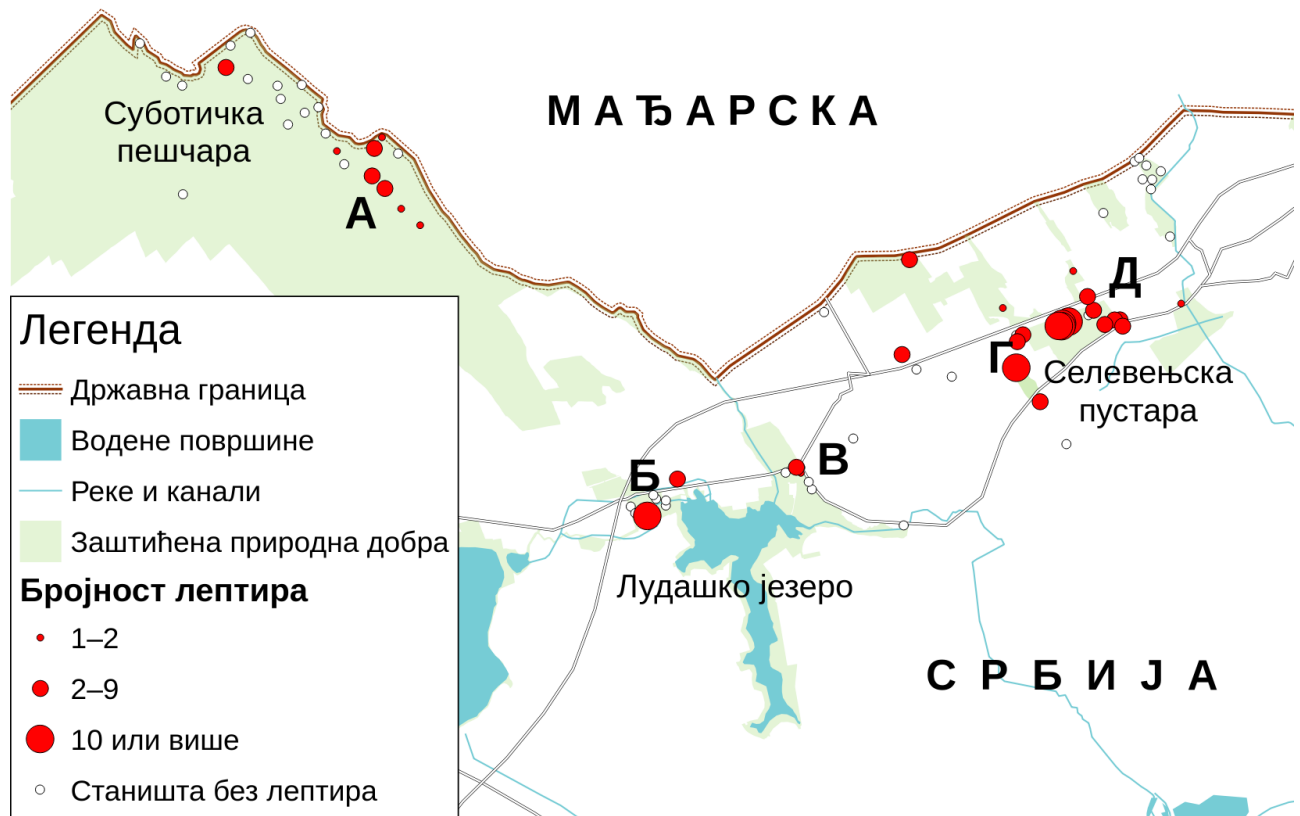 Суботичка
пешчара
МАЂАРСКА
А
Д
Г
Селевењска
пустара
В
Б
Лудашко језеро
СРБИЈА
Легенда
Државна граница
Водене површине
Реке и канали
Заштићена природна добра
Бројност лептира
1–2
2–9
10 или више
Станишта без лептира